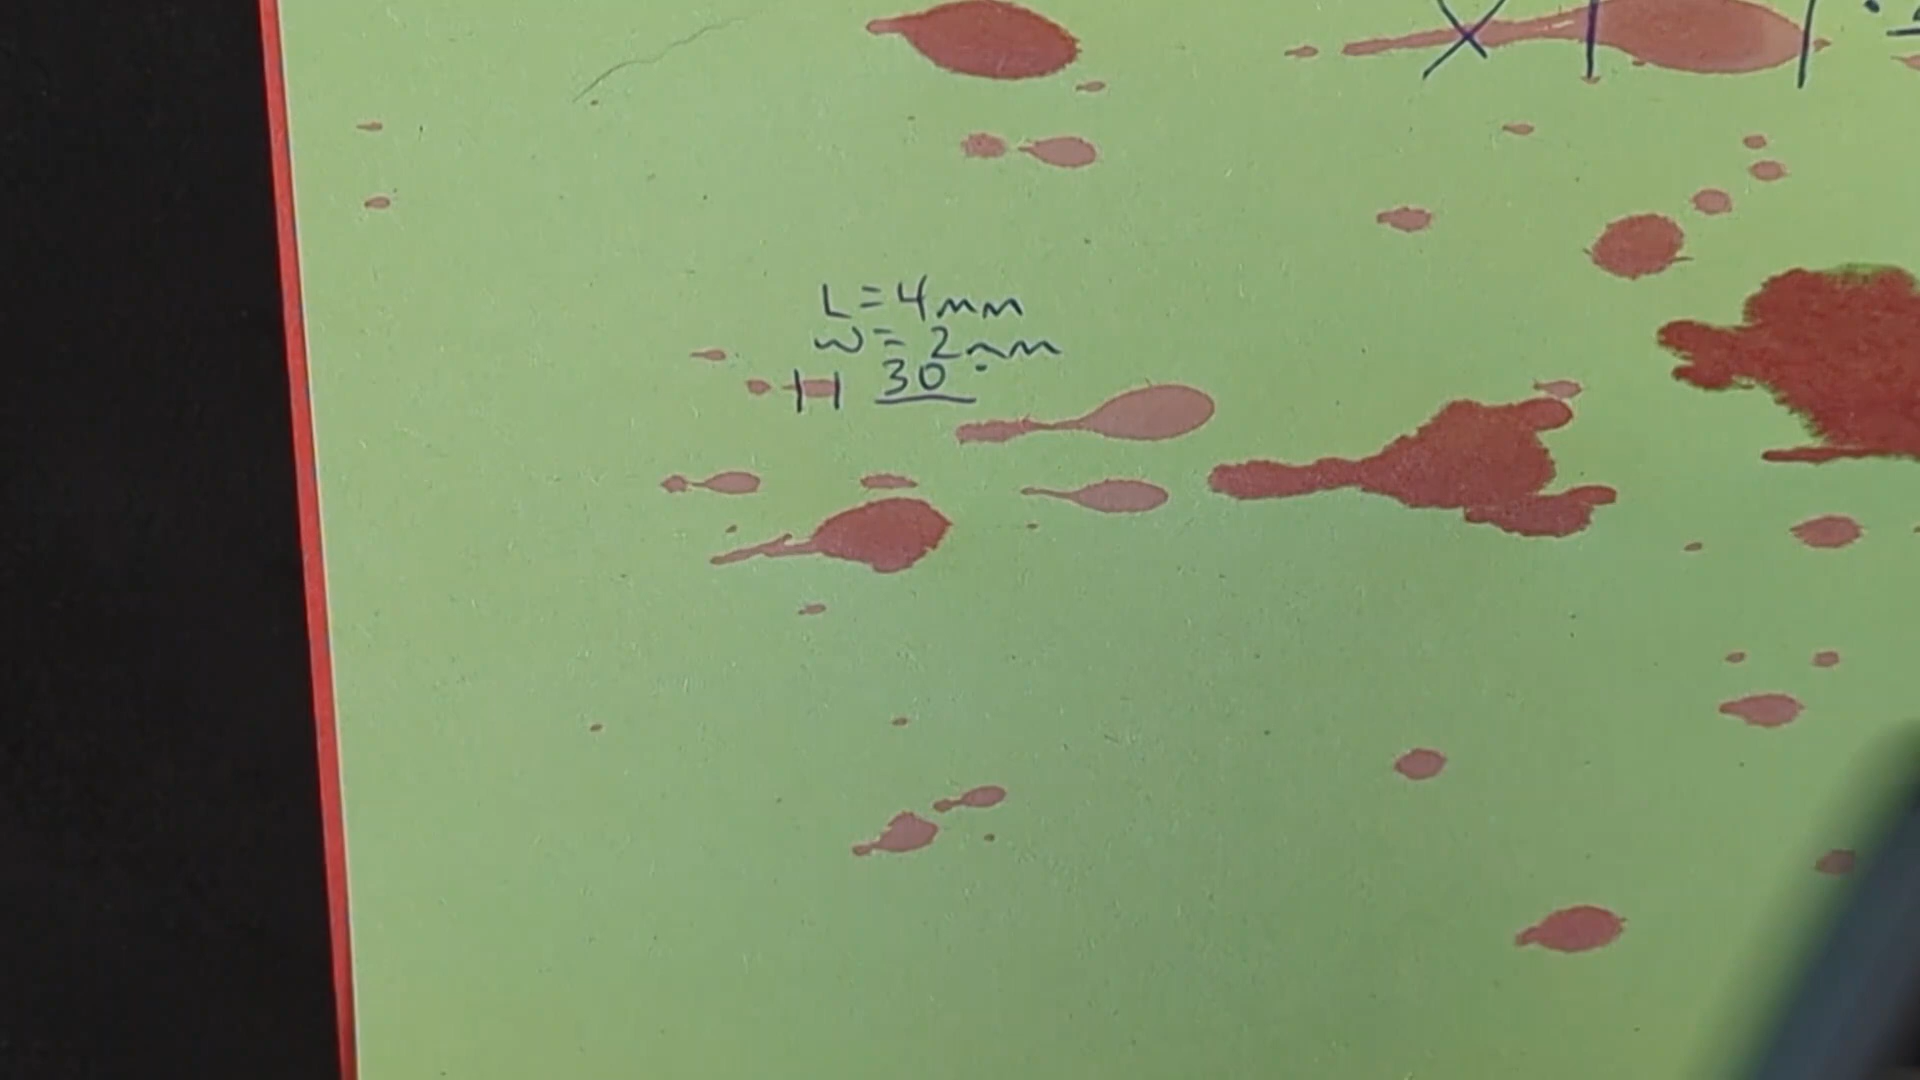 L = 4mm
W = 2mm
30°